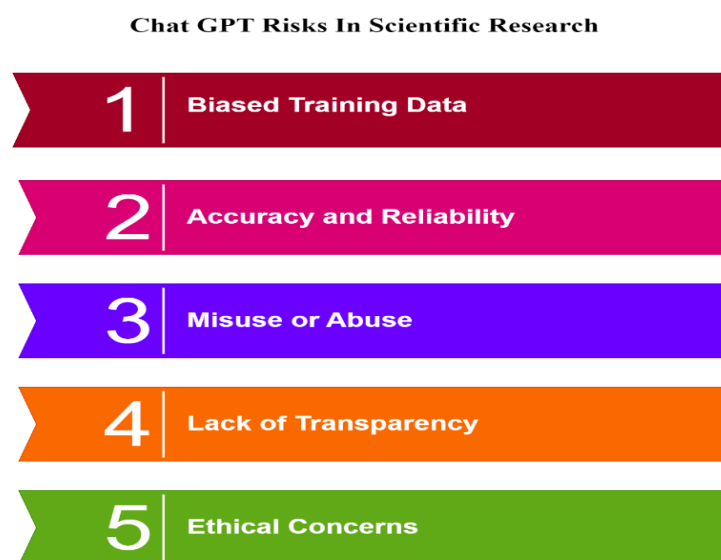 Chat GPT Risks In Scientific Research
1
Biased Training Data
2
Accuracy and Reliability
3
Misuse or Abuse
4
Lack of Transparency
5
Ethical Concerns